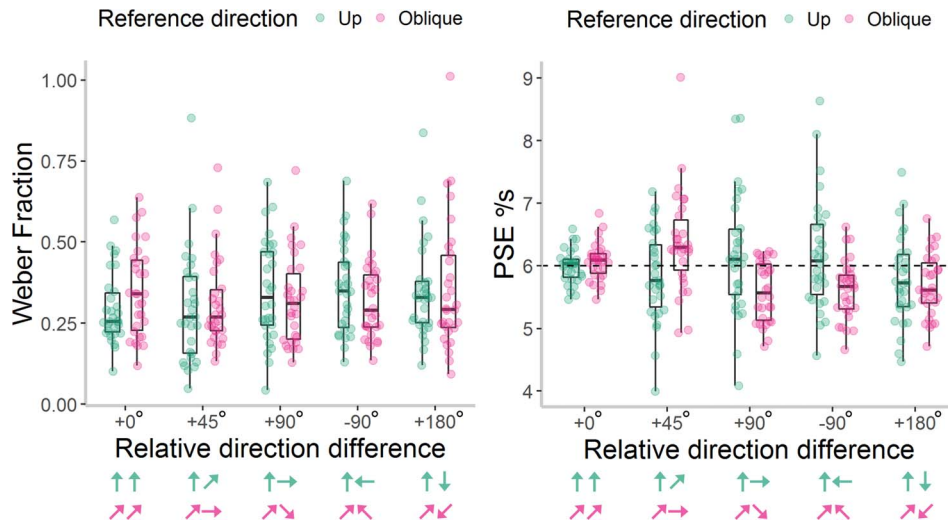 Reference direction Up Oblique
Weber Fraction
1.00
0.75
0.50
0.25
0.00
+0° +45° +90° -90° +180°
Relative direction difference
Reference direction Up Oblique
PSE °/s
9
8
7
6
5
4
+0° +45° +90° -90° +180°
Relative direction difference